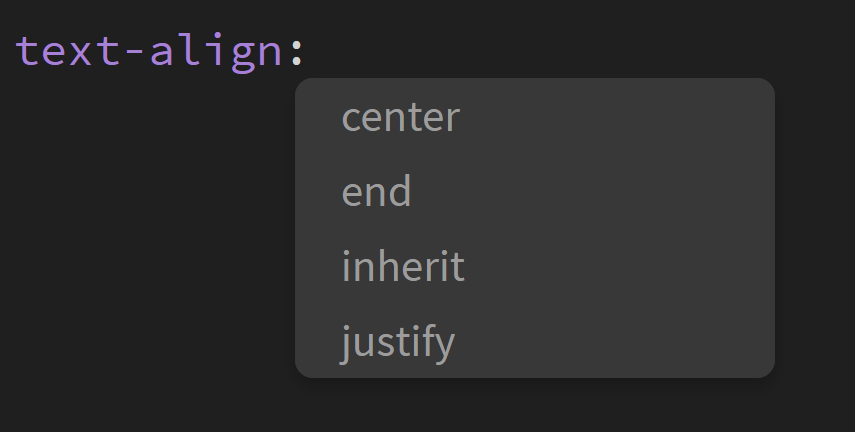 text-align:
center
end
inherit
justify